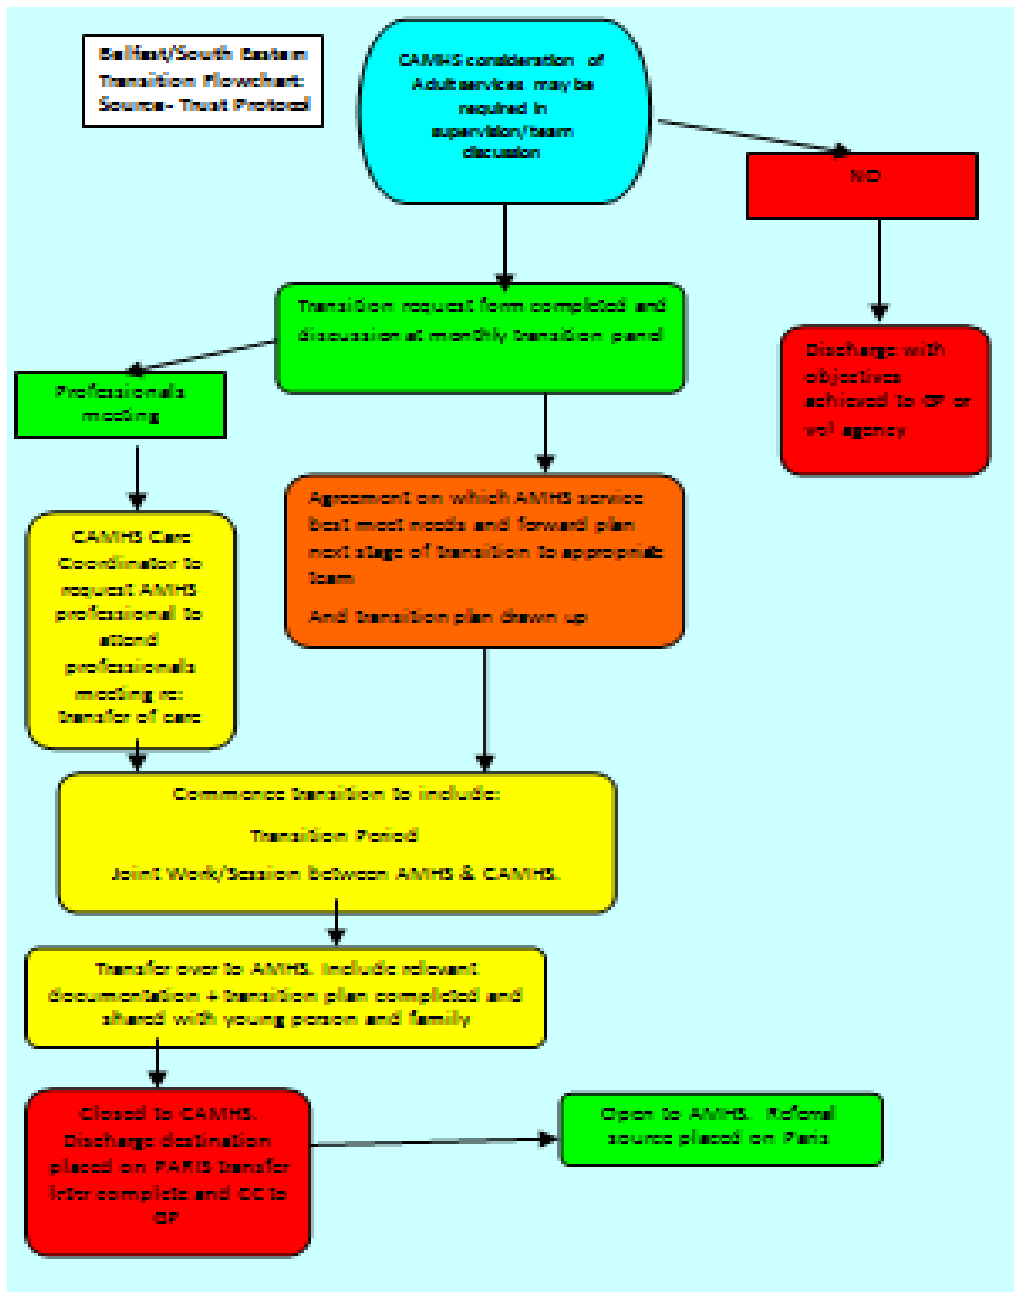 Belfast/South Eastern
Transition Flowchart:
Source- Trust Protocol
CAMHS consideration of
Adult services may be
required in
supervision/team
discussion
NO
Transition request form completed and
discussion at monthly transition panel
Discharge with
objectives
achieved to GP or
vol agency
Professionals
meeting
Agreement on which AMHS service
best meet needs and forward plan
next stage of transition to appropriate
team
And transition plan drawn up
CAMHS Care
Coordinator to
request AMHS
professional to
attend
professionals
meeting re:
transfer of care
Commence transition to include:
Transition Period
Joint Work/Session between AMHS & CAMHS.
Transfer over to AMHS. Include relevant
documentation + transition plan completed and
shared with young person and family
Closed to CAMHS.
Discharge destination
placed on PARIS transfer
letter complete and CC to
GP
Open to AMHS. Referral
source placed on Paris